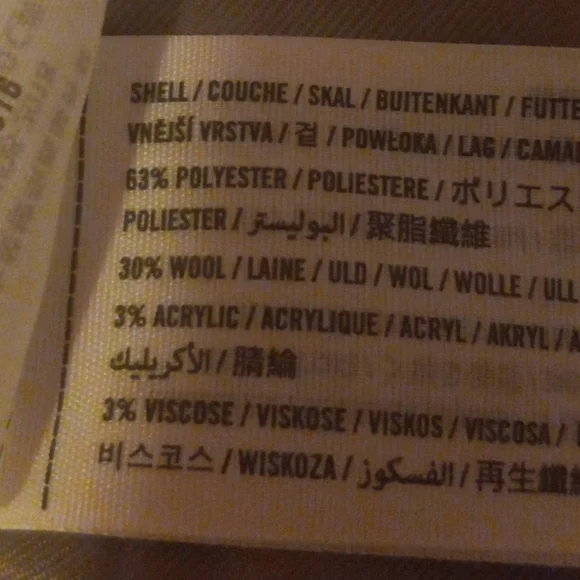 SHELL / COUCHE / SKAL / BUITENKANT / FUTTE
VNĚJŠÍ VRSTVA / 겉 / POWŁOKA / LAG / CAMA
63% POLYESTER / POLIESTERE / ポリエス
POLIESTER / البوليستر / 聚脂纖維
30% WOOL / LAINE / ULD / WOL / WOLLE / ULL
3% ACRYLIC / ACRYLIQUE / ACRYL / AKRYL / A
الأكريليك / 腈綸
3% VISCOSE / VISKOSE / VISKOS / VISCOSA /
비스코스 / WISKOZA / الفسكوز / 再生纖維